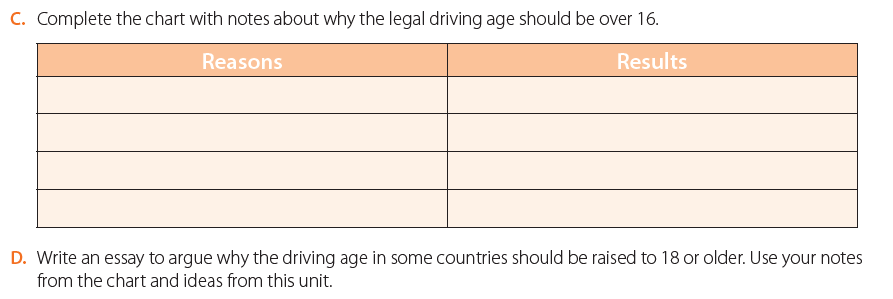 C. Complete the chart with notes about why the legal driving age should be over 16.
Reasons Results
D. Write an essay to argue why the driving age in some countries should be raised to 18 or older. Use your notes
from the chart and ideas from this unit.